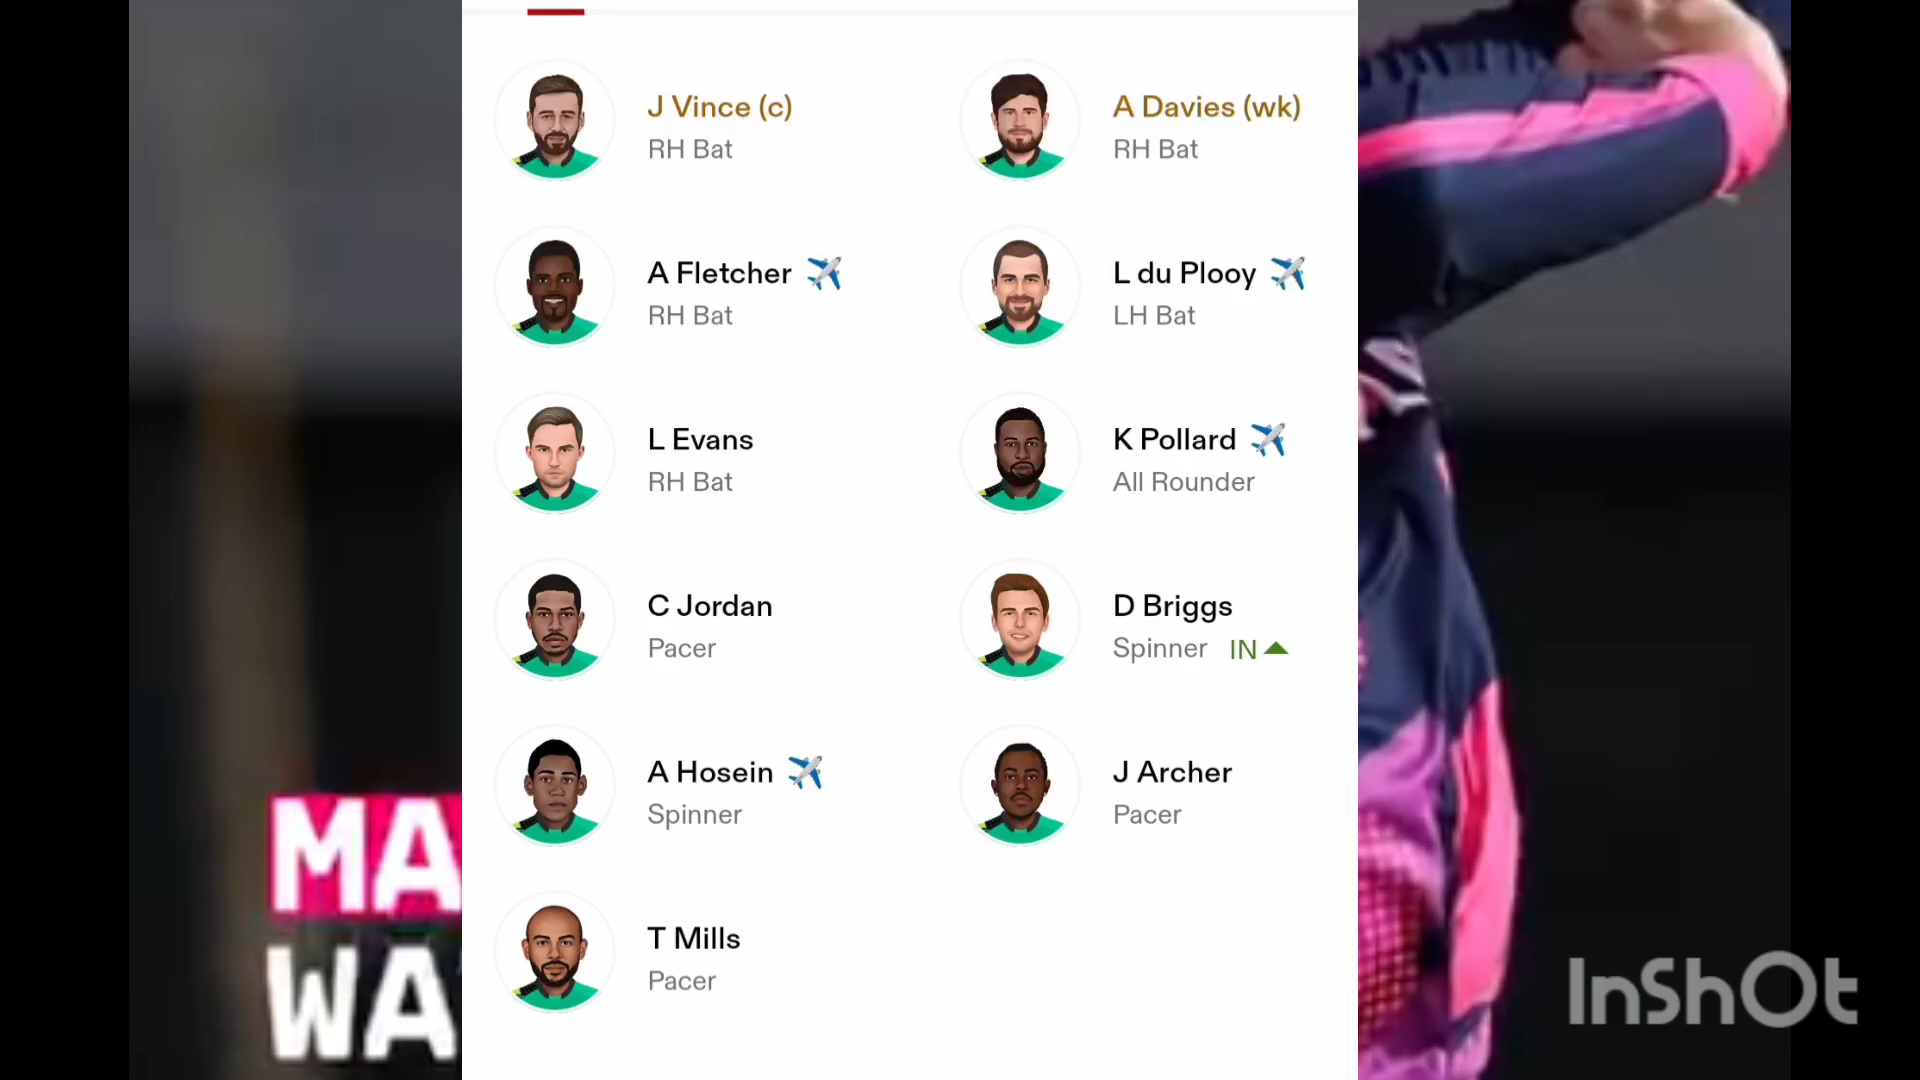 J Vince (c)
RH Bat
A Davies (wk)
RH Bat
A Fletcher
RH Bat
L du Plooy
LH Bat
L Evans
RH Bat
K Pollard
All Rounder
C Jordan
Pacer
D Briggs
Spinner IN
A Hosein
Spinner
J Archer
Pacer
T Mills
Pacer
MA
WA
InShOt